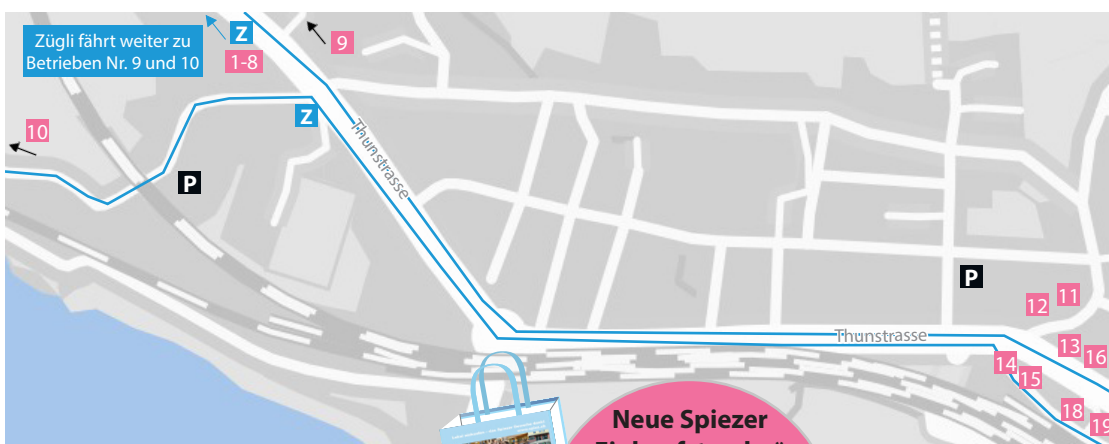 Zügli fährt weiter zu
Betrieben Nr. 9 und 10
Z
1-8
9
Z
10
P
Thunstrasse
P
11
12
Thunstrasse
13
16
14
15
18
19
Neue Spiezer